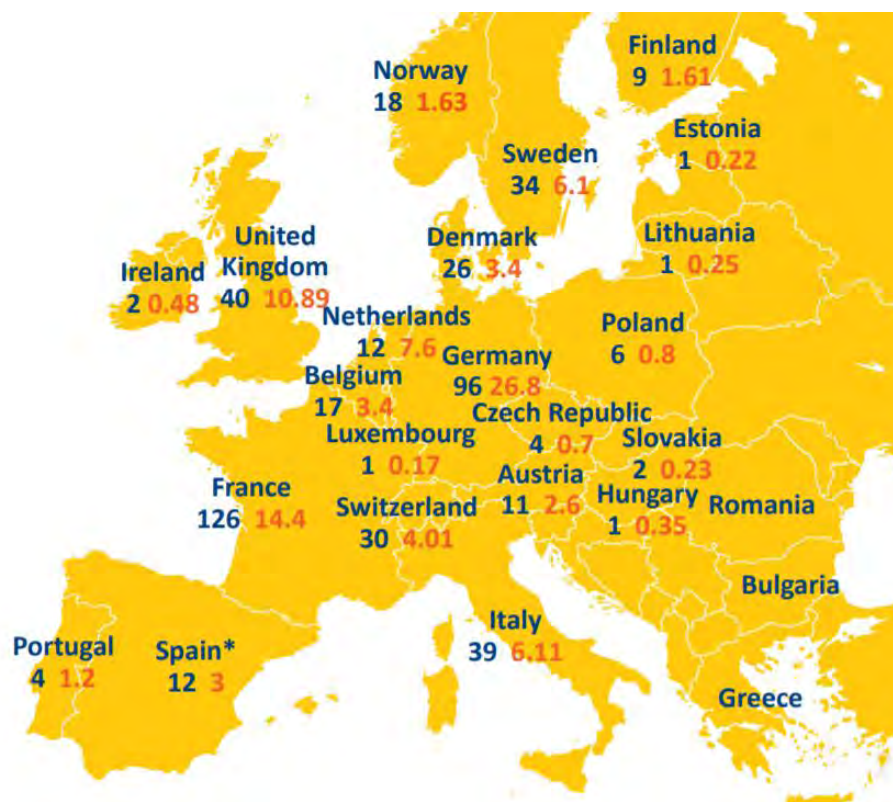 Finland
9 1.61
Norway
18 1.63
Estonia
1 0.22
Sweden
34 6.1
United
Kingdom
40 10.89
Denmark
26 3.4
Lithuania
1 0.25
Ireland
2 0.48
Netherlands
12 7.6
Poland
6 0.8
Germany
96 26.8
Belgium
17 3.4
Czech Republic
4 0.7
Luxembourg
1 0.17
Slovakia
2 0.23
Austria
11 2.6
France
126 14.4
Switzerland
30 4.01
Hungary
1 0.35
Romania
Bulgaria
Italy
39 6.11
Portugal
4 1.2
Spain*
12 3
Greece